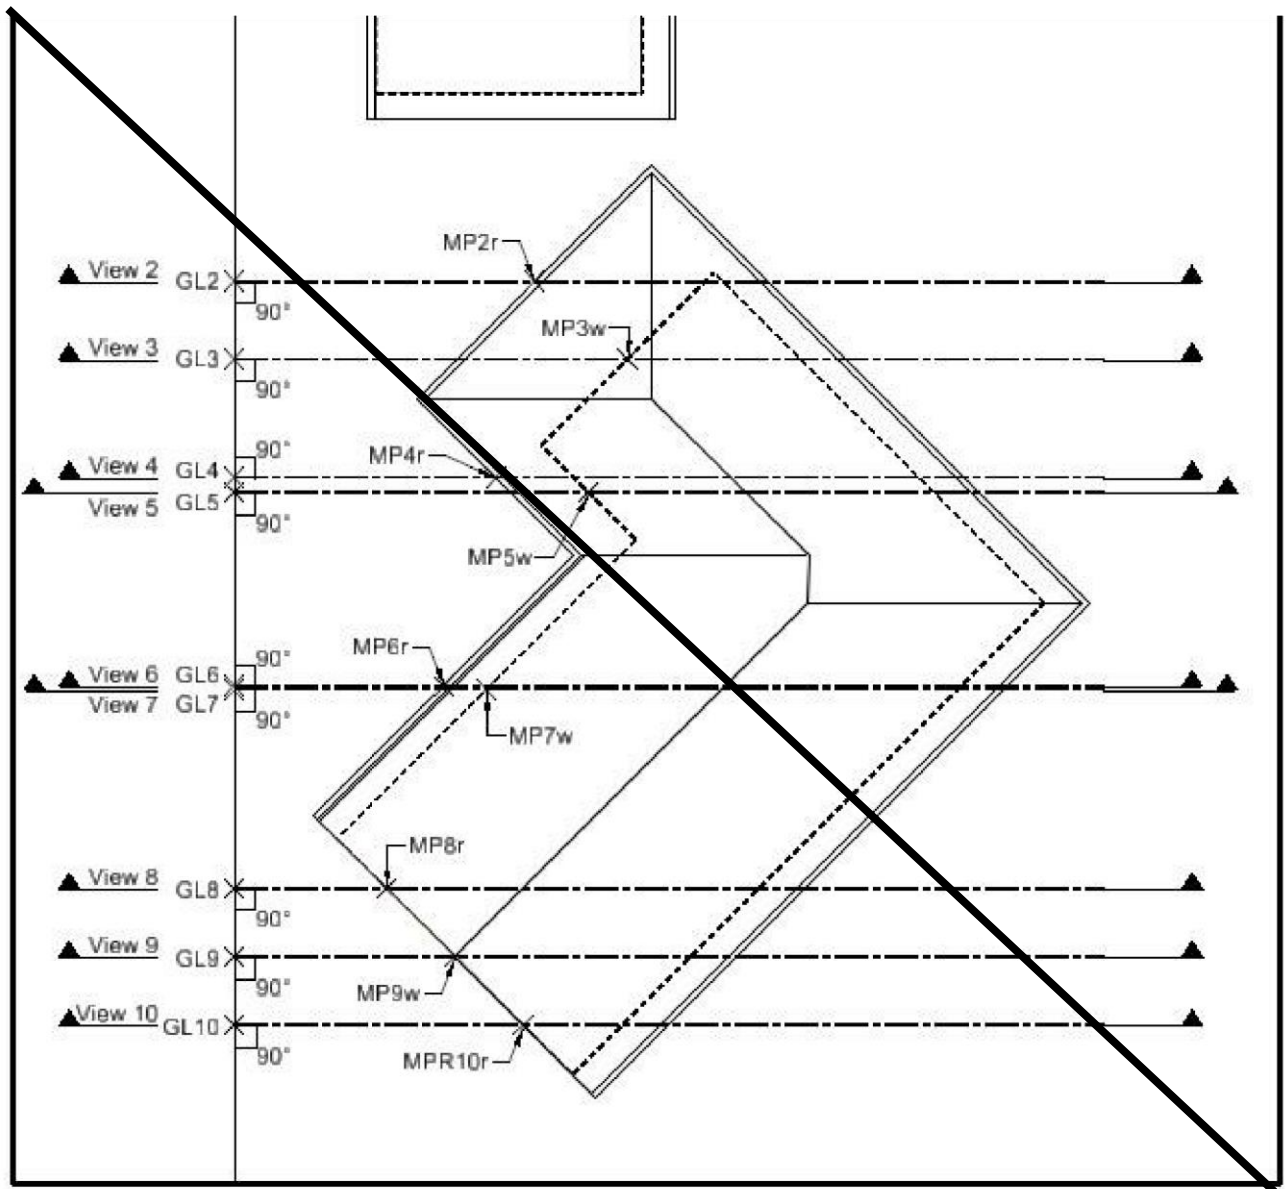 MP2r
View 2 GL2
90°
MP3w
View 3 GL3
90°
90°
View 4 GL4
MP4r
View 5 GL5
90°
MP5w
MP6r
90°
View 6 GL6
View 7 GL7
90°
MP7w
MP8r
View 8 GL8
90°
View 9 GL9
90°
MP9w
View 10 GL10
90°
MPR10r